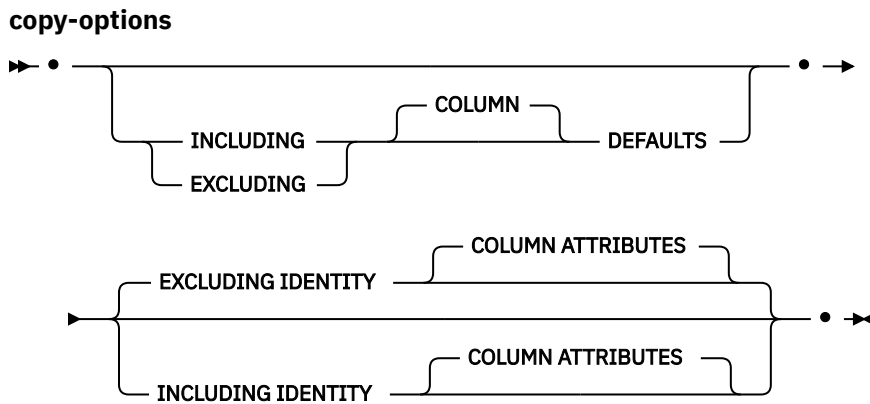 copy-options
COLUMN
INCLUDING DEFAULTS
EXCLUDING
COLUMN ATTRIBUTES
EXCLUDING IDENTITY
COLUMN ATTRIBUTES
INCLUDING IDENTITY